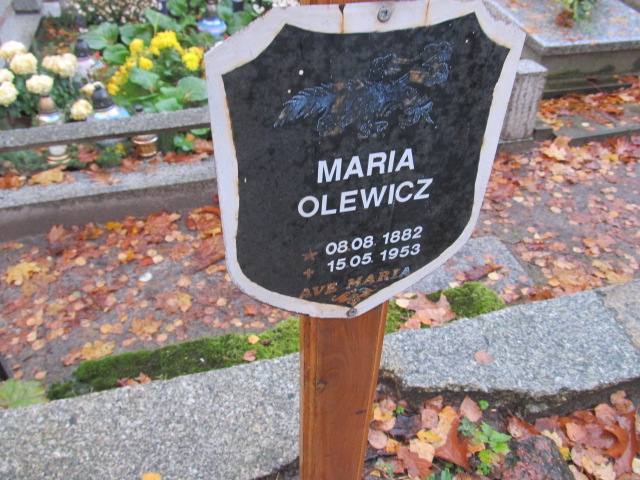 MARIA
OLEWICZ
* 08.08. 1882
+ 15.05. 1953
AVE MARIA